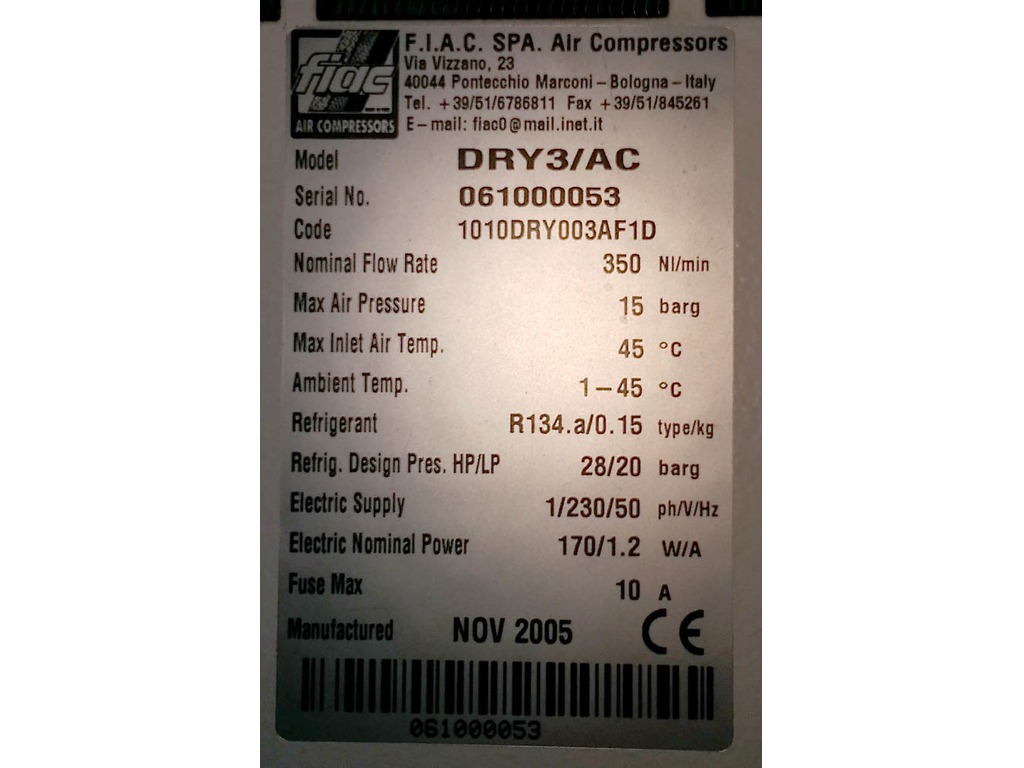 fiac
AIR COMPRESSORS
F.I.A.C. SPA. Air Compressors
Via Vizzano, 23
40044 Pontecchio Marconi – Bologna – Italy
Tel. +39/51/6786811 Fax +39/51/845261
E–mail: fiac0@mail.inet.it
Model DRY3/AC
Serial No. 061000053
Code 1010DRY003AF1D
Nominal Flow Rate 350 Nl/min
Max Air Pressure 15 barg
Max Inlet Air Temp. 45 °C
Ambient Temp. 1–45 °C
Refrigerant R134.a/0.15 type/kg
Refrig. Design Pres. HP/LP 28/20 barg
Electric Supply 1/230/50 ph/V/Hz
Electric Nominal Power 170/1.2 W/A
Fuse Max 10 A
Manufactured NOV 2005 CE
061000053